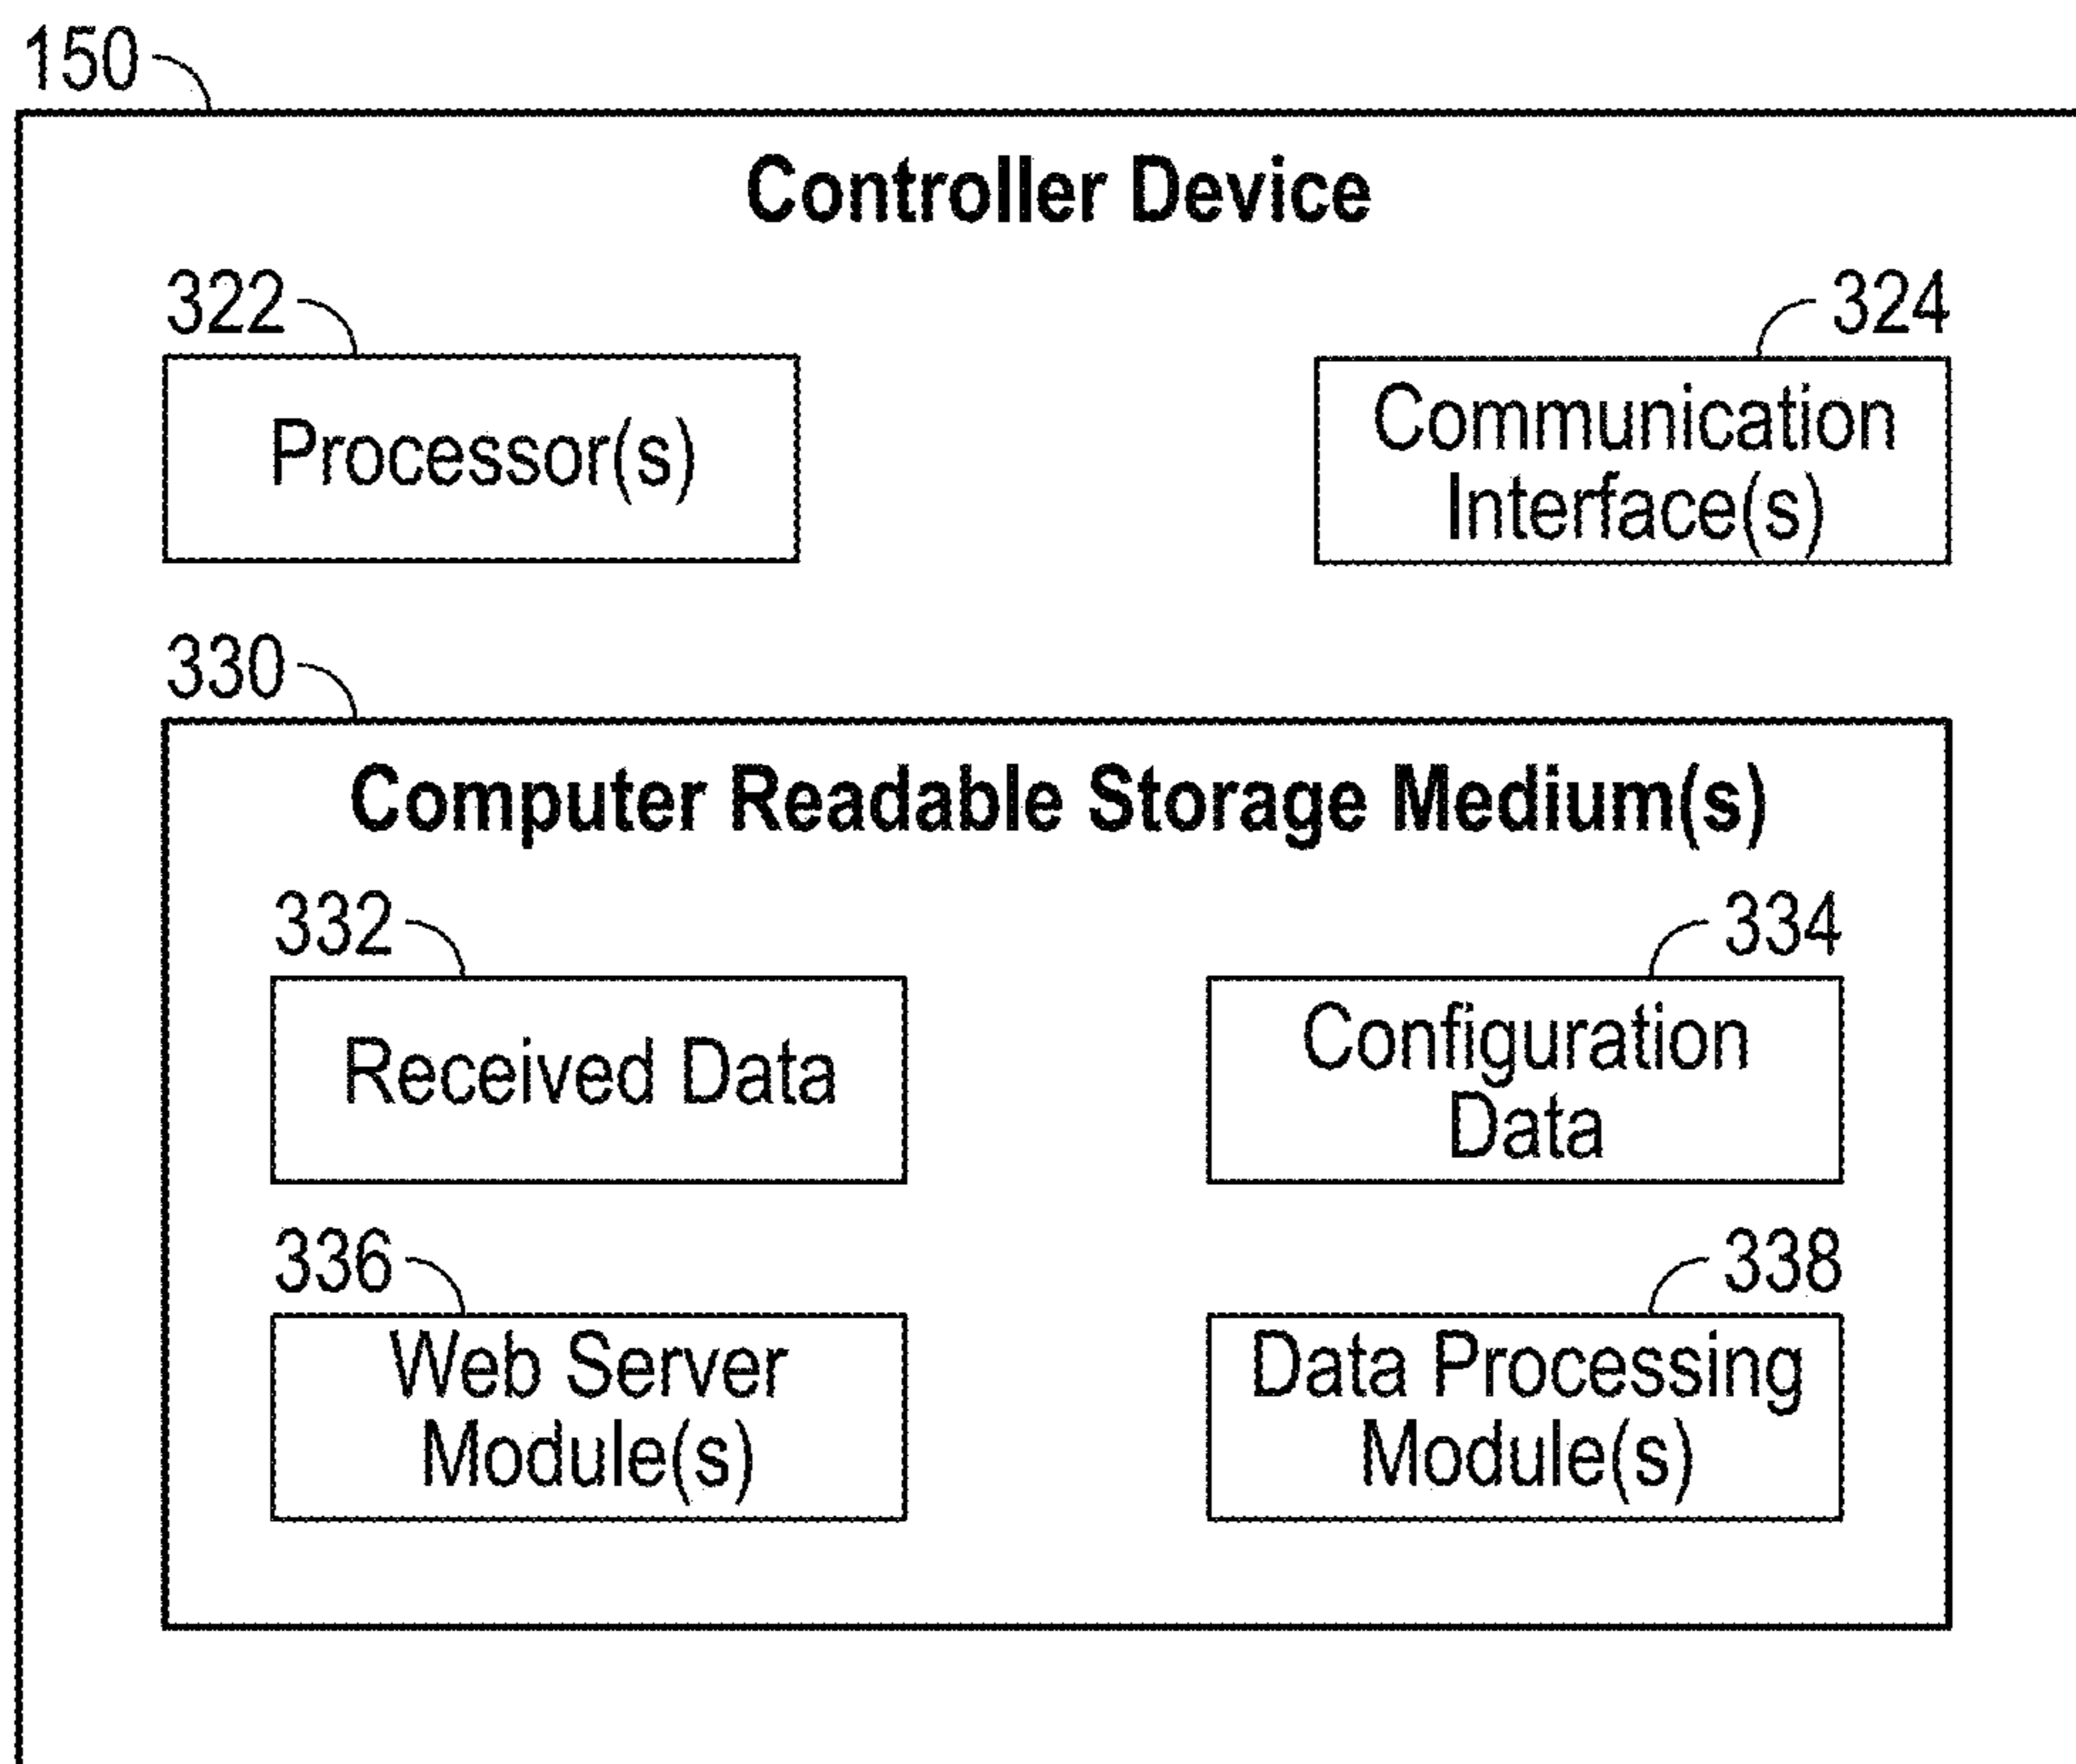 150
Controller Device
322
324
Processor(s)
Communication
Interface(s)
330
Computer Readable Storage Medium(s)
332
334
Received Data
Configuration
Data
336
338
Web Server
Module(s)
Data Processing
Module(s)